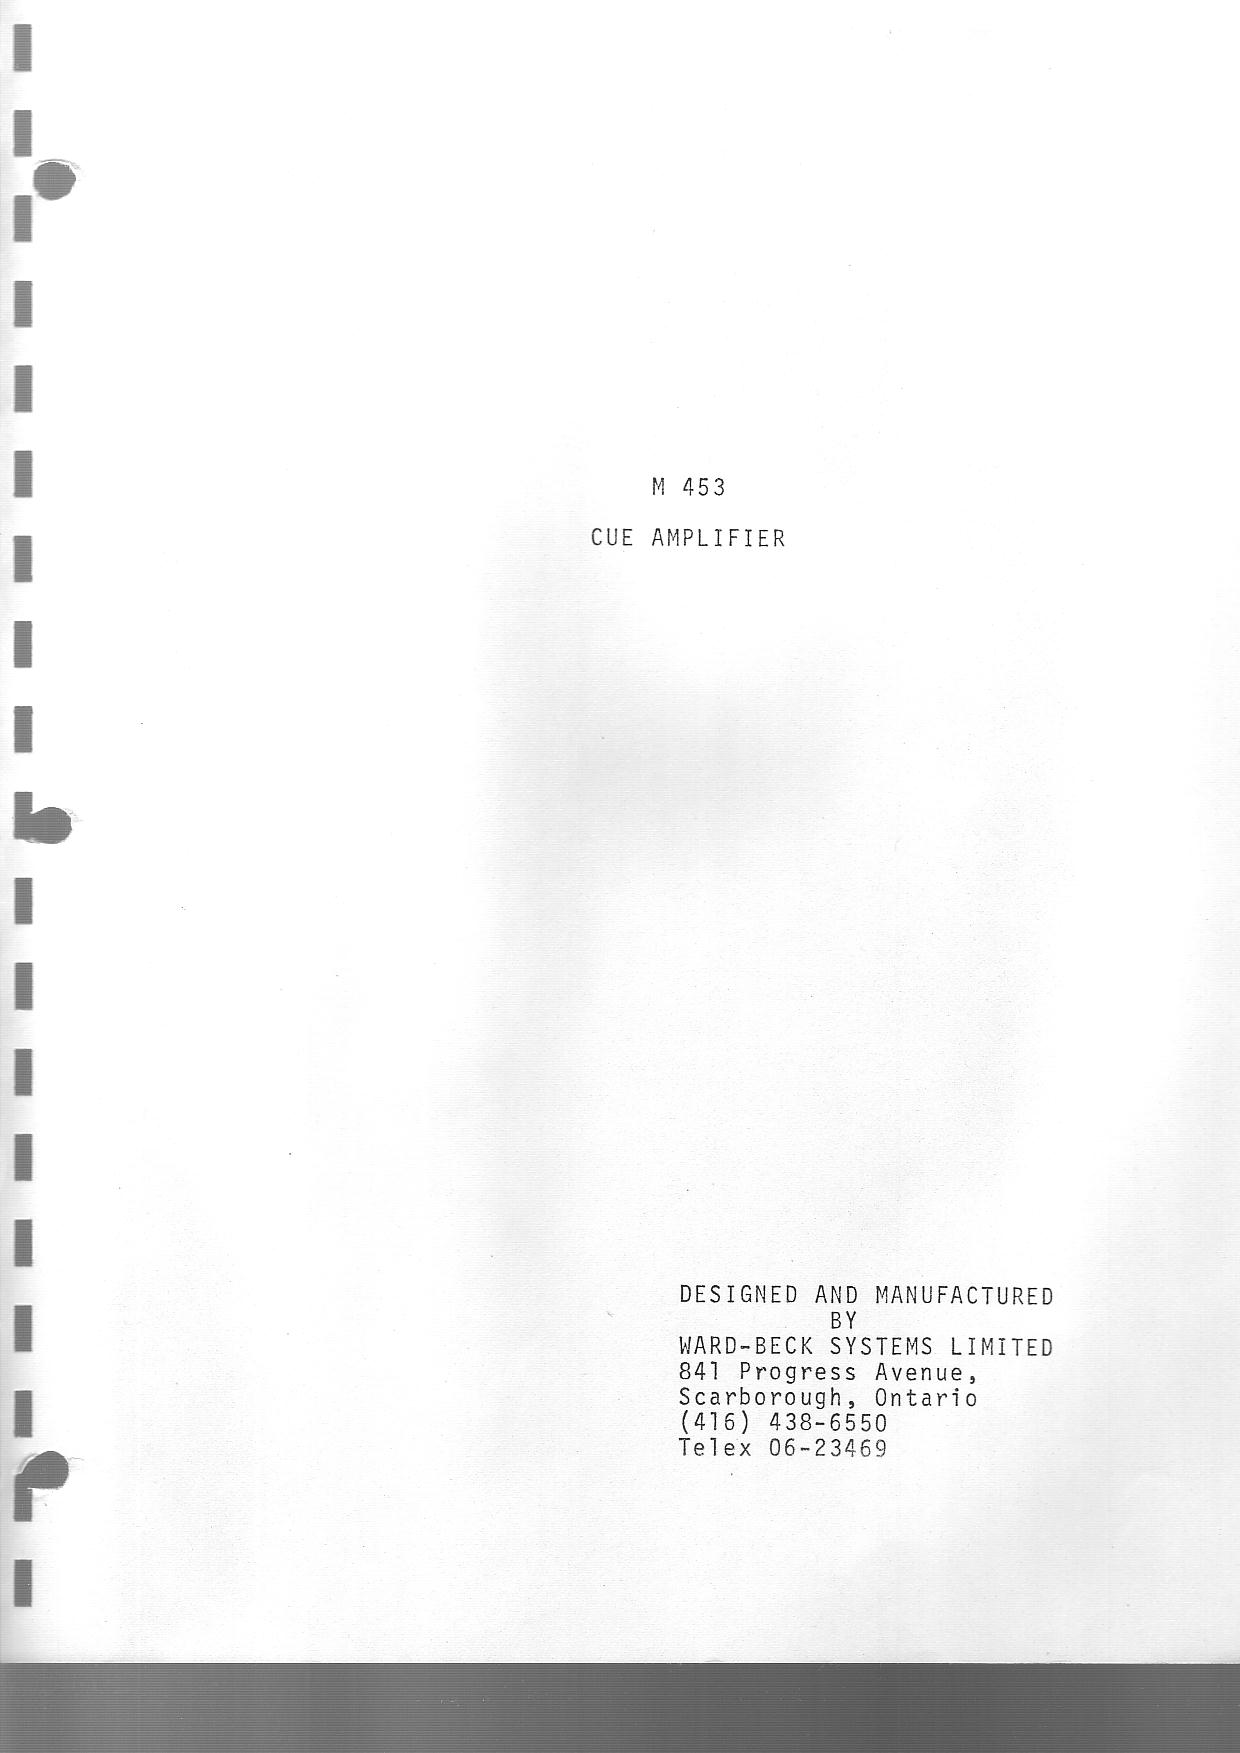 M 453
CUE AMPLIFIER
DESIGNED AND MANUFACTURED
BY
WARD-BECK SYSTEMS LIMITED
841 Progress Avenue,
Scarborough, Ontario
(416) 438-6550
Telex 06-23469